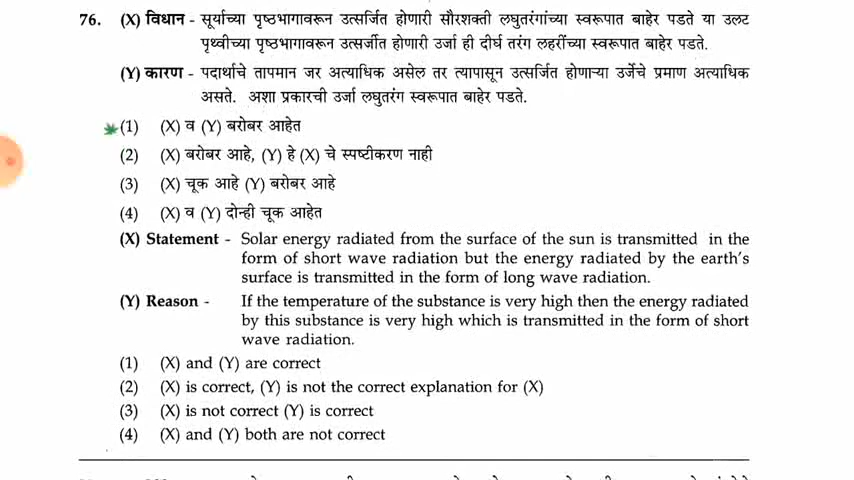 76. (X) विधान - सूर्याच्या पृष्ठभागावरून उत्सर्जित होणारी सौरशक्ती लघुतरंगांच्या स्वरूपात बाहेर पडते या उलट
पृथ्वीच्या पृष्ठभागावरून उत्सर्जीत होणारी उर्जा ही दीर्घ तरंग लहरींच्या स्वरूपात बाहेर पडते.
(Y) कारण - पदार्थाचे तापमान जर अत्याधिक असेल तर त्यापासून उत्सर्जित होणाऱ्या उर्जेचे प्रमाण अत्याधिक
असते. अशा प्रकारची उर्जा लघुतरंग स्वरूपात बाहेर पडते.
(1) (X) व (Y) बरोबर आहेत
(2) (X) बरोबर आहे, (Y) हे (X) चे स्पष्टीकरण नाही
(3) (X) चूक आहे (Y) बरोबर आहे
(4) (X) व (Y) दोन्ही चूक आहेत
(X) Statement - Solar energy radiated from the surface of the sun is transmitted in the
form of short wave radiation but the energy radiated by the earth's
surface is transmitted in the form of long wave radiation.
(Y) Reason - If the temperature of the substance is very high then the energy radiated
by this substance is very high which is transmitted in the form of short
wave radiation.
(1) (X) and (Y) are correct
(2) (X) is correct, (Y) is not the correct explanation for (X)
(3) (X) is not correct (Y) is correct
(4) (X) and (Y) both are not correct